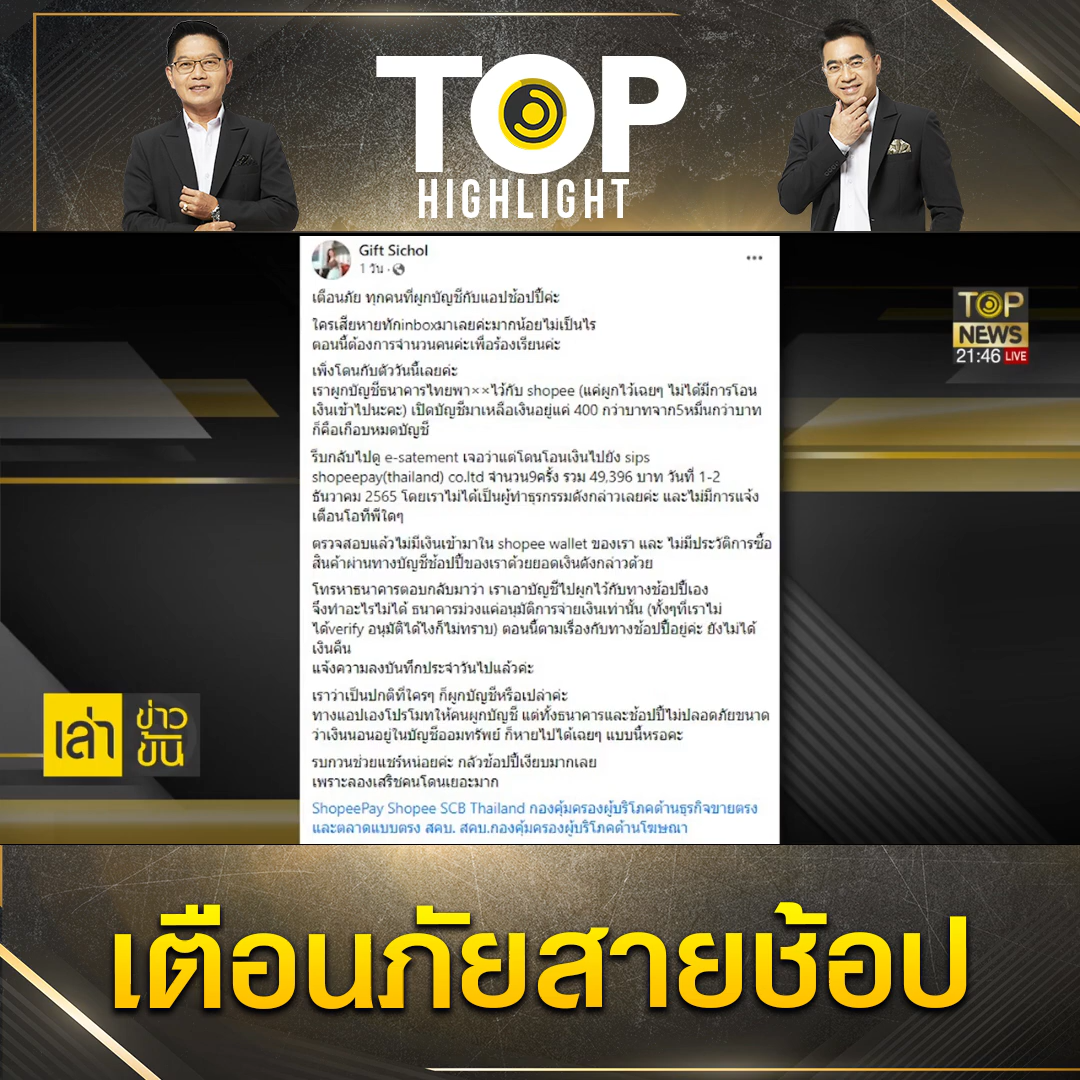 TOP
HIGHLIGHT
Gift Sichol
1 วัน ·
เตือนภัย ทุกคนที่ผูกบัญชีกับแอปช้อปปี้ค่ะ
ใครเสียหายทักinboxมาเลยค่ะมากน้อยไม่เป็นไร
ตอนนี้ต้องการจำนวนคนค่ะเพื่อร้องเรียนค่ะ
เพิ่งโดนกับตัววันนี้เลยค่ะ
เราผูกบัญชีธนาคารไทยพา××ไว้กับ shopee (แค่ผูกไว้เฉยๆ ไม่ได้มีการโอน
เงินเข้าไปนะคะ) เปิดบัญชีมาเหลือเงินอยู่แค่ 400 กว่าบาทจาก5หมื่นกว่าบาท
ก็คือเกือบหมดบัญชี
รีบกลับไปดู e-satement เจอว่าแต่โดนโอนเงินไปยัง sips
shopeepay(thailand) co.ltd จำนวน9ครั้ง รวม 49,396 บาท วันที่ 1-2
ธันวาคม 2565 โดยเราไม่ได้เป็นผู้ทำธุรกรรมดังกล่าวเลยค่ะ และไม่มีการแจ้ง
เตือนโอทีพีใดๆ
ตรวจสอบแล้วไม่มีเงินเข้ามาใน shopee wallet ของเรา และ ไม่มีประวัติการซื้อ
สินค้าผ่านทางบัญชีช้อปปี้ของเราด้วยยอดเงินดังกล่าวด้วย
โทรหาธนาคารตอบกลับมาว่า เราเอาบัญชีไปผูกไว้กับทางช้อปปี้เอง
จึงทำอะไรไม่ได้ ธนาคารม่วงแค่อนุมัติการจ่ายเงินเท่านั้น (ทั้งๆที่เราไม่
ได้verify อนุมัติได้ไงก็ไม่ทราบ) ตอนนี้ตามเรื่องกับทางช้อปปี้อยู่ค่ะ ยังไม่ได้
เงินคืน
แจ้งความลงบันทึกประจำวันไปแล้วค่ะ
เราว่าเป็นปกติที่ใครๆ ก็ผูกบัญชีหรือเปล่าค่ะ
ทางแอปเองโปรโมทให้คนผูกบัญชี แต่ทั้งธนาคารและช้อปปี้ไม่ปลอดภัยขนาด
ว่าเงินนอนอยู่ในบัญชีออมทรัพย์ ก็หายไปได้เฉยๆ แบบนี้หรอคะ
รบกวนช่วยแชร์หน่อยค่ะ กลัวช้อปปี้เงียบมากเลย
เพราะลองเสริชคนโดนเยอะมาก
ShopeePay Shopee SCB Thailand กองคุ้มครองผู้บริโภคด้านธุรกิจขายตรง
และตลาดแบบตรง สคบ. สคบ.กองคุ้มครองผู้บริโภคด้านโฆษณา
TOP
NEWS
21:46 LIVE
เล่า
ข่าว
ข้น
เตือนภัยสายช้อป